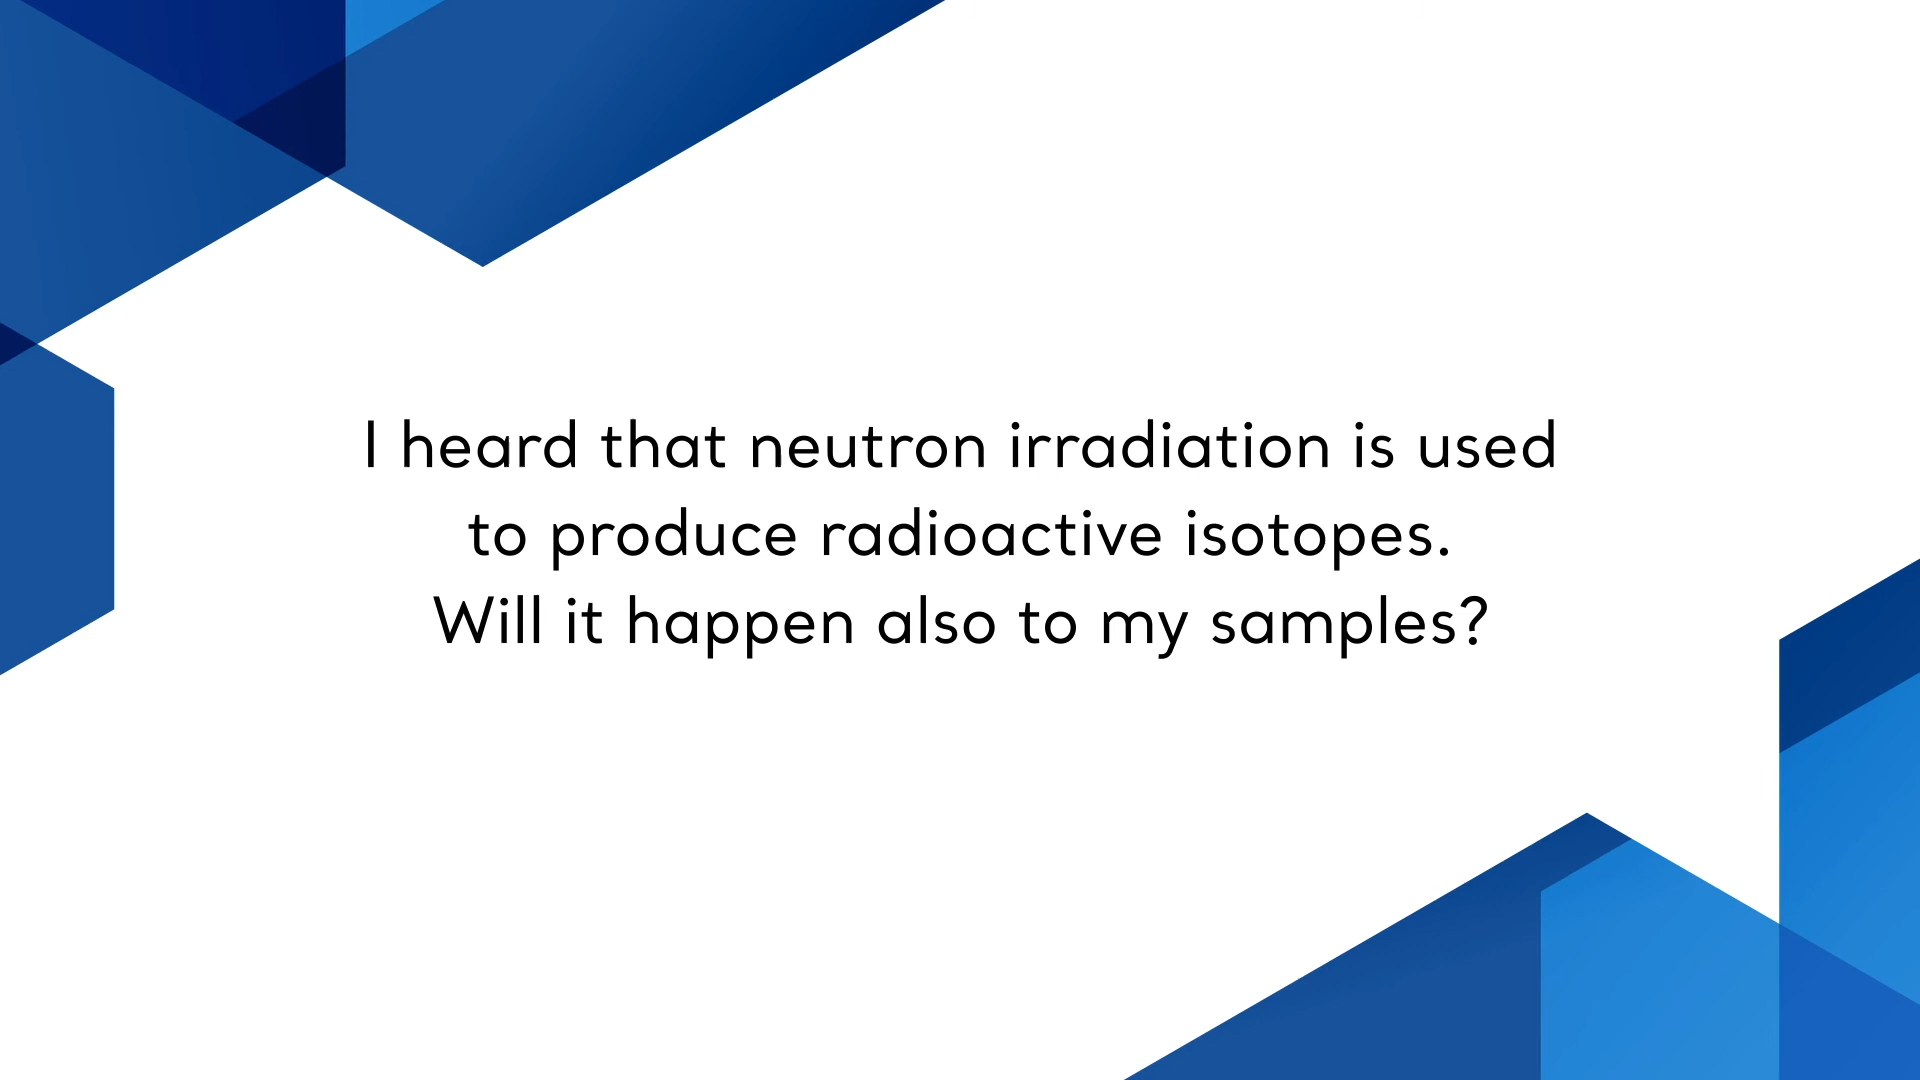 I heard that neutron irradiation is used
to produce radioactive isotopes.
Will it happen also to my samples?